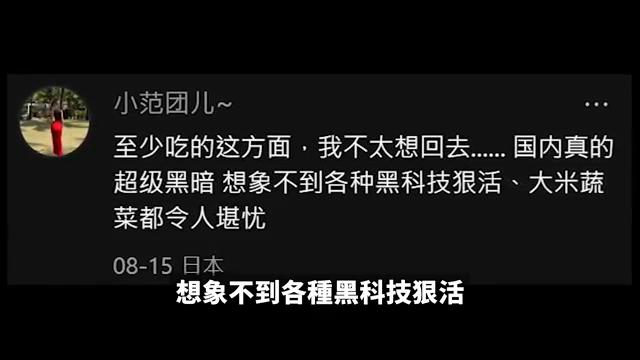 小范团儿~
至少吃的这方面，我不太想回去...... 国内真的
超级黑暗 想象不到各种黑科技狠活、大米蔬
菜都令人堪忧
08-15 日本
想象不到各種黑科技狠活